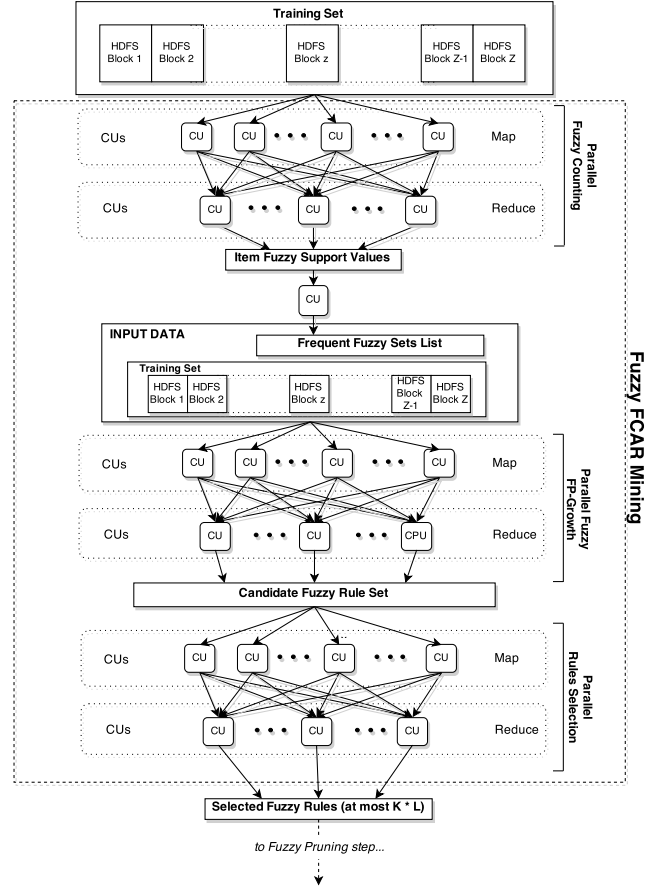 Training Set
HDFS Block 1
HDFS Block 2
HDFS Block z
HDFS Block Z-1
HDFS Block Z
CUs
CU
CU
CU
CU
Map
CUs
CU
CU
CU
Reduce
Parallel Fuzzy Counting
Item Fuzzy Support Values
CU
INPUT DATA
Frequent Fuzzy Sets List
Training Set
HDFS Block 1
HDFS Block 2
HDFS Block z
HDFS Block Z-1
HDFS Block Z
CUs
CU
CU
CU
CU
Map
CUs
CU
CU
CPU
Reduce
Parallel Fuzzy FP-Growth
Candidate Fuzzy Rule Set
CUs
CU
CU
CU
CU
Map
CUs
CU
CU
CU
Reduce
Parallel Rules Selection
Fuzzy FCAR Mining
Selected Fuzzy Rules (at most K * L)
to Fuzzy Pruning step...